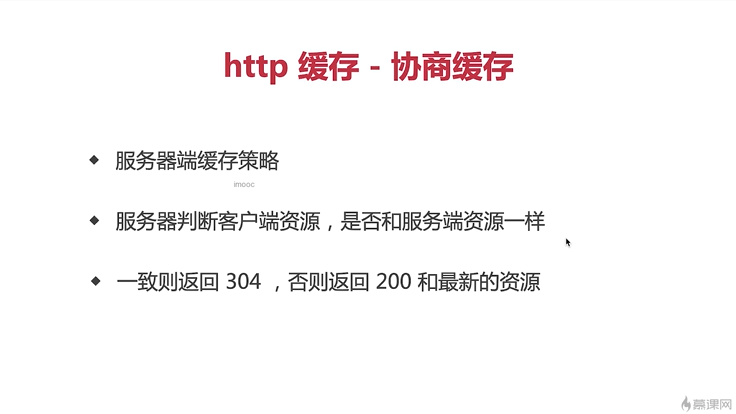 http 缓存 - 协商缓存
服务器端缓存策略
imooc
服务器判断客户端资源，是否和服务端资源一样
一致则返回 304 ，否则返回 200 和最新的资源
慕课网